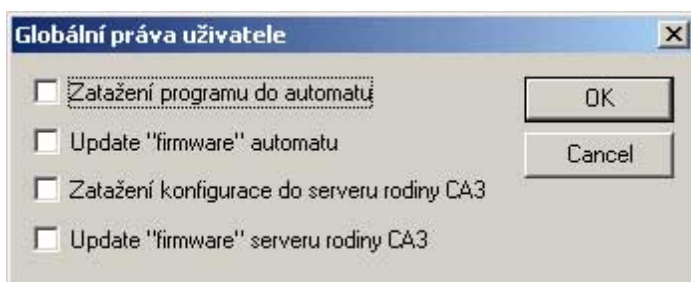 Globální práva uživatele
Zatažení programu do automatu
OK
Update "firmware" automatu
Cancel
Zatažení konfigurace do serveru rodiny CA3
Update "firmware" serveru rodiny CA3